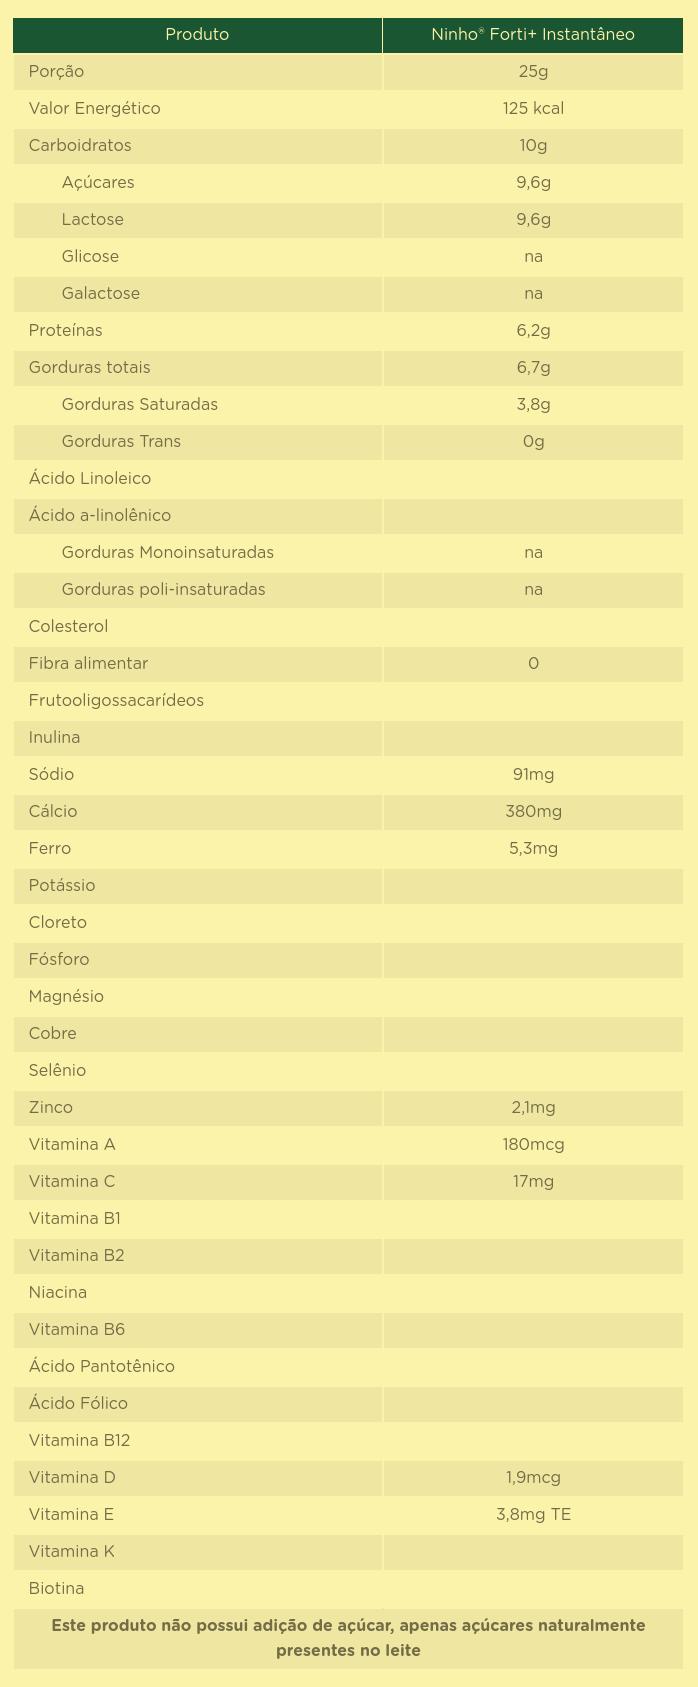 Produto Ninho® Forti+ Instantâneo
Porção 25g
Valor Energético 125 kcal
Carboidratos 10g
Açúcares 9,6g
Lactose 9,6g
Glicose na
Galactose na
Proteínas 6,2g
Gorduras totais 6,7g
Gorduras Saturadas 3,8g
Gorduras Trans 0g
Ácido Linoleico
Ácido a-linolênico
Gorduras Monoinsaturadas na
Gorduras poli-insaturadas na
Colesterol
Fibra alimentar 0
Frutooligossacarídeos
Inulina
Sódio 91mg
Cálcio 380mg
Ferro 5,3mg
Potássio
Cloreto
Fósforo
Magnésio
Cobre
Selênio
Zinco 2,1mg
Vitamina A 180mcg
Vitamina C 17mg
Vitamina B1
Vitamina B2
Niacina
Vitamina B6
Ácido Pantotênico
Ácido Fólico
Vitamina B12
Vitamina D 1,9mcg
Vitamina E 3,8mg TE
Vitamina K
Biotina
Este produto não possui adição de açúcar, apenas açúcares naturalmente
presentes no leite